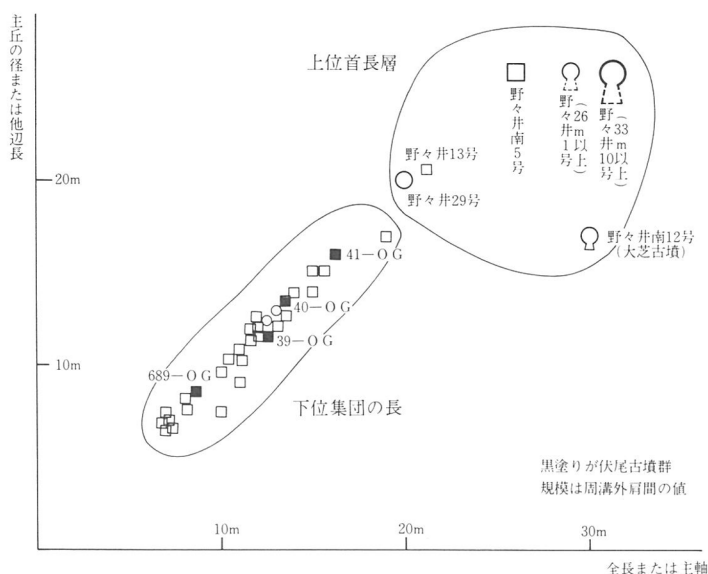 主丘の径または他辺長
上位首長層
野々井南5号
野々井1号
(26m以上)
野々井10号
(33m以上)
野々井13号
20m
野々井29号
野々井南12号
(大芝古墳)
41—OG
40—OG
39—OG
10m
689—OG
下位集団の長
黒塗りが伏尾古墳群
規模は周溝外肩間の値
10m
20m
30m
全長または主軸